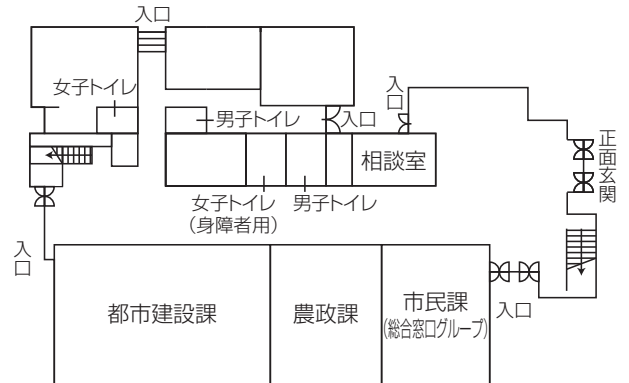 入口
女子トイレ
男子トイレ
入口
入口
相談室
正面玄関
女子トイレ
(身障者用)
男子トイレ
入口
都市建設課
農政課
市民課
(総合窓口グループ)
入口